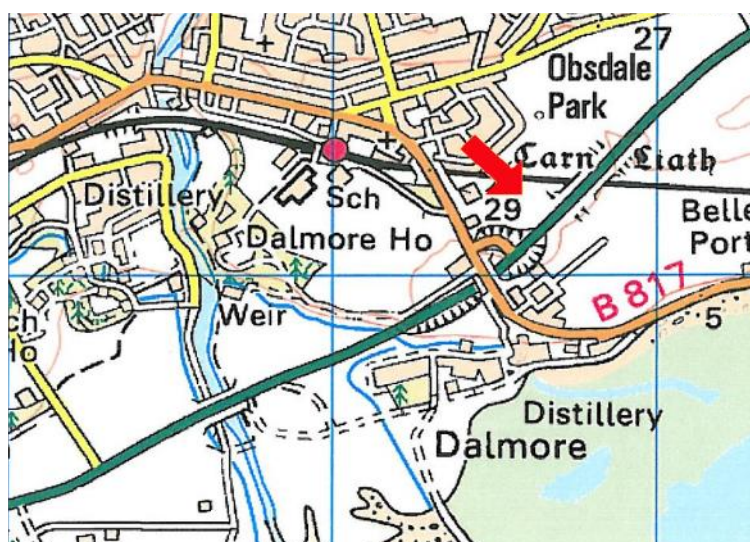 27
Obsdale
Park
Carn Liath
Distillery
Sch
29
Belle
Port
Dalmore Ho
B 817
Weir
5
ch
Ho
Distillery
Dalmore